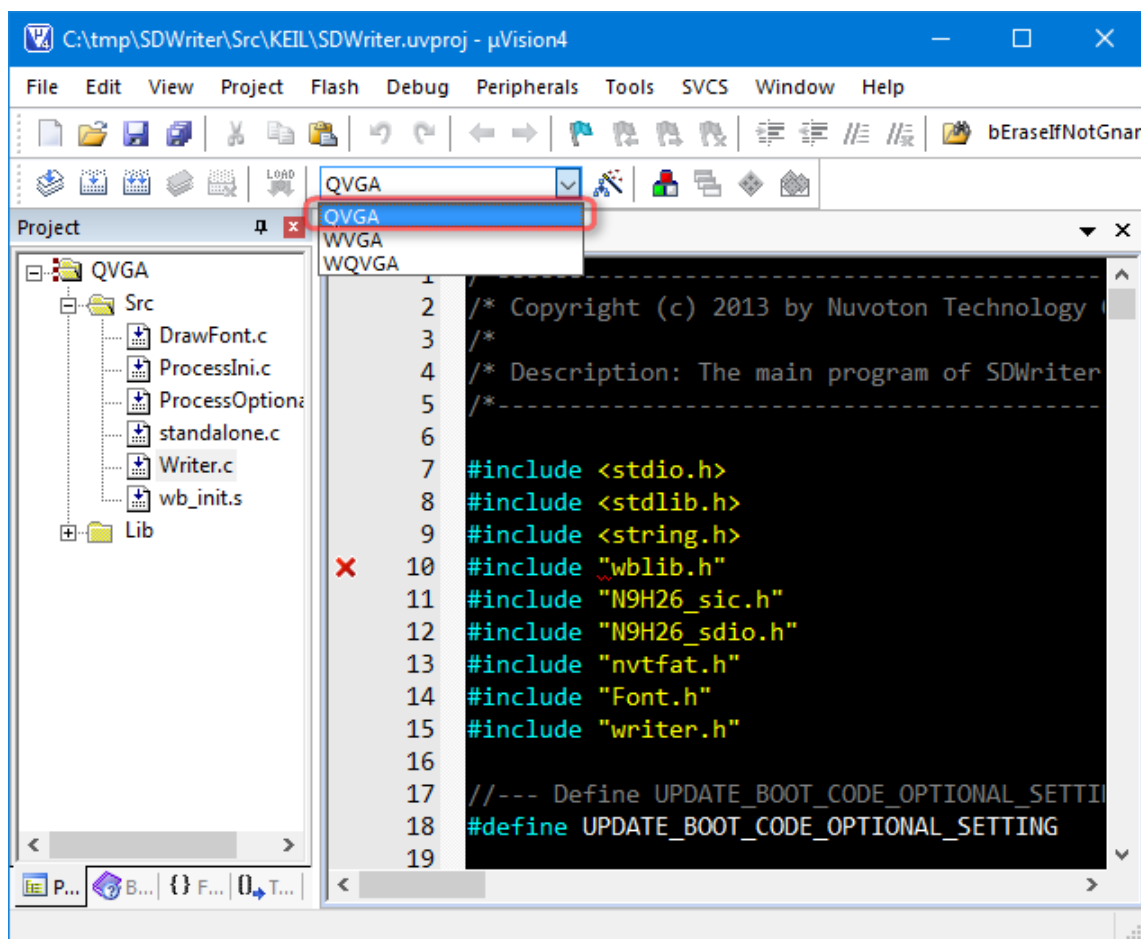 C:\tmp\SDWriter\Src\KEIL\SDWriter.uvproj - µVision4
File Edit View Project Flash Debug Peripherals Tools SVCS Window Help
bEraseIfNotGnar
LOAD QVGA
Project
QVGA
WVGA
WQVGA
QVGA
Src
DrawFont.c
ProcessIni.c
ProcessOptiona
standalone.c
Writer.c
wb_init.s
Lib
1 /*-----------------------------------------
2 /* Copyright (c) 2013 by Nuvoton Technology
3 /*
4 /* Description: The main program of SDWriter
5 /*-----------------------------------------
6
7 #include <stdio.h>
8 #include <stdlib.h>
9 #include <string.h>
10 #include "wblib.h"
11 #include "N9H26_sic.h"
12 #include "N9H26_sdio.h"
13 #include "nvtfat.h"
14 #include "Font.h"
15 #include "writer.h"
16
17 //--- Define UPDATE_BOOT_CODE_OPTIONAL_SETTI
18 #define UPDATE_BOOT_CODE_OPTIONAL_SETTING
19
P... B... {} F... 0 T...